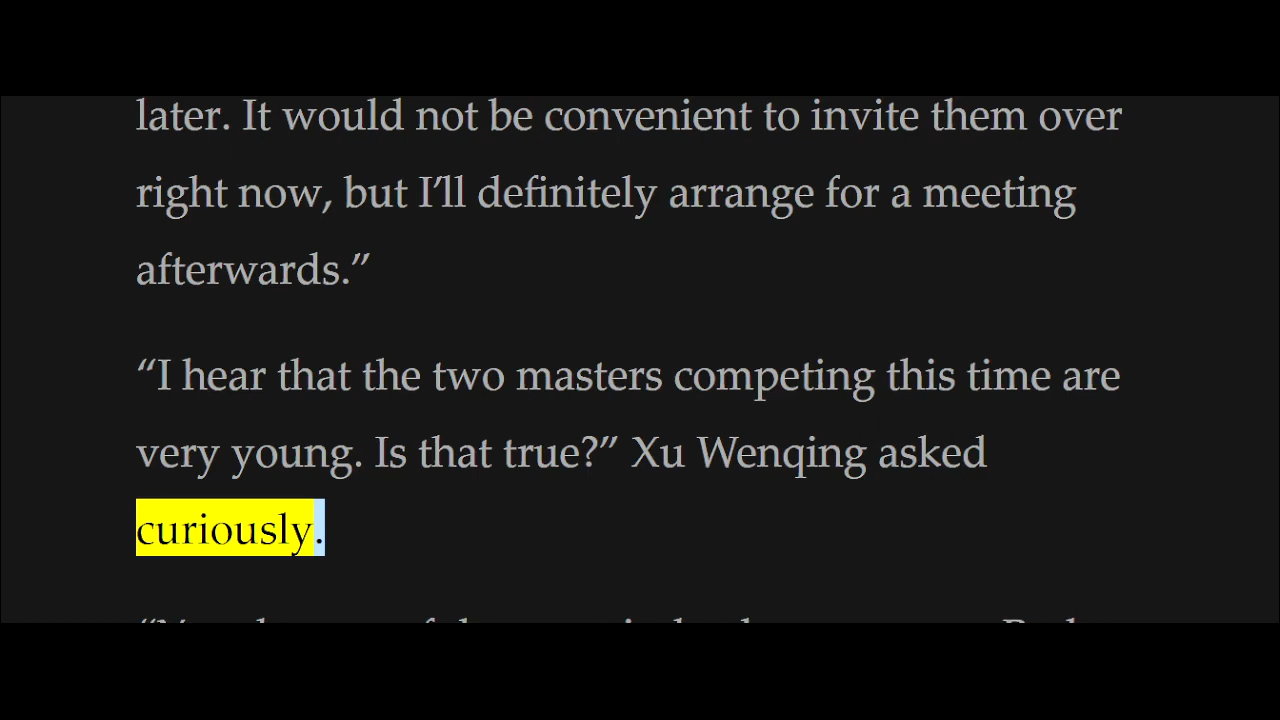 later. It would not be convenient to invite them over
right now, but I’ll definitely arrange for a meeting
afterwards.”
“I hear that the two masters competing this time are
very young. Is that true?” Xu Wenqing asked
curiously.